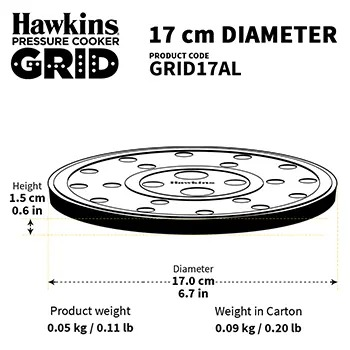 Hawkins
PRESSURE COOKER
GRID
17 cm DIAMETER
PRODUCT CODE
GRID17AL
Hawkins
Height
1.5 cm
0.6 in
Diameter
17.0 cm
6.7 in
Product weight
0.05 kg / 0.11 lb
Weight in Carton
0.09 kg / 0.20 lb